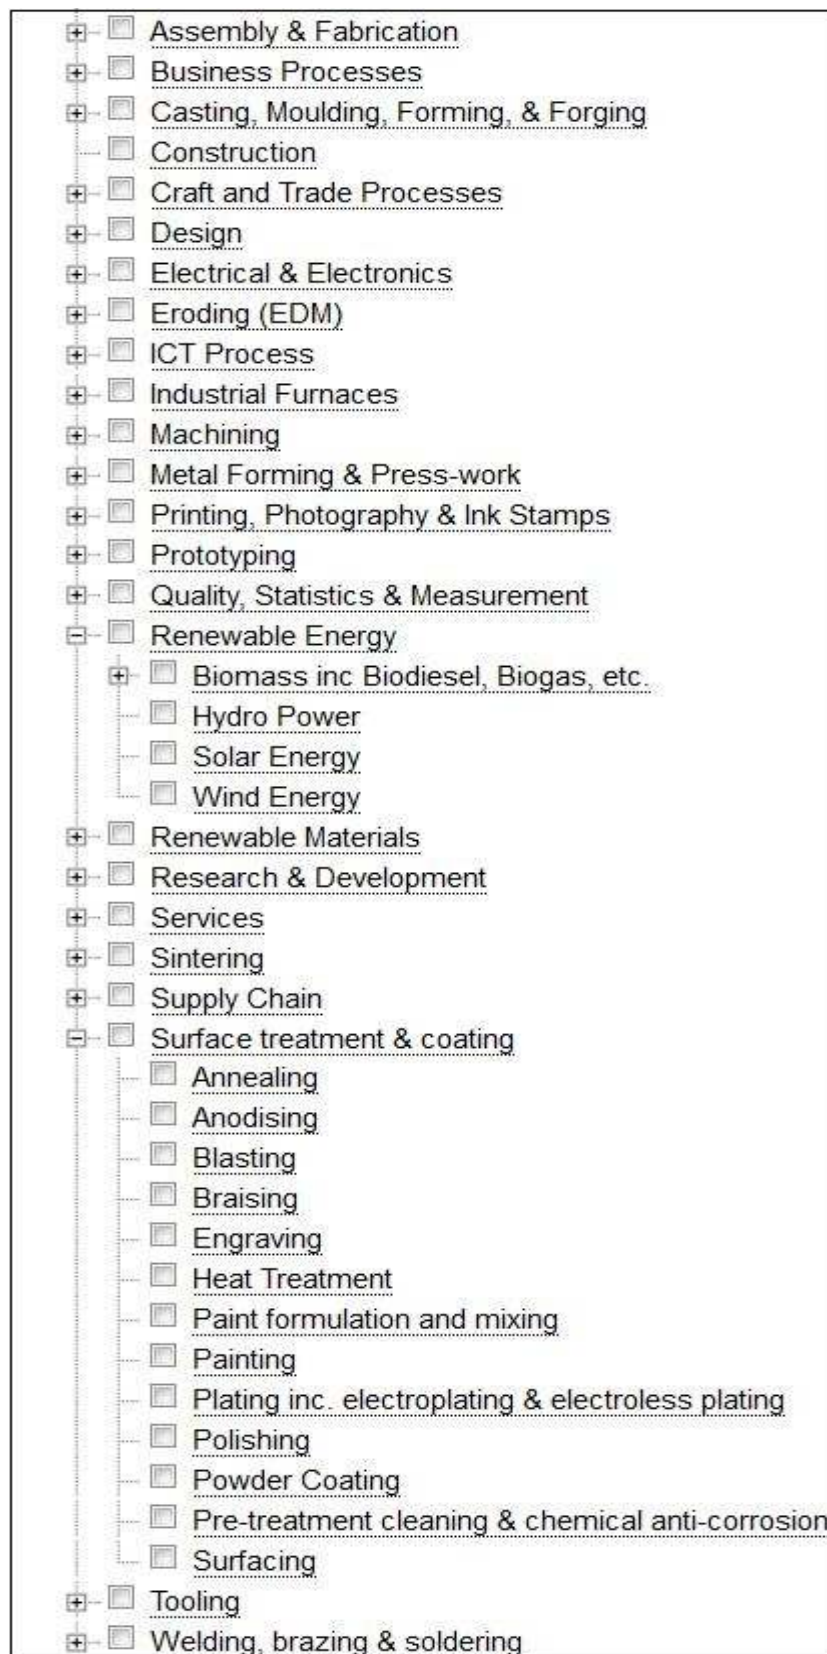 Assembly & Fabrication
Business Processes
Casting, Moulding, Forming, & Forging
Construction
Craft and Trade Processes
Design
Electrical & Electronics
Eroding (EDM)
ICT Process
Industrial Furnaces
Machining
Metal Forming & Press-work
Printing, Photography & Ink Stamps
Prototyping
Quality, Statistics & Measurement
Renewable Energy
Biomass inc Biodiesel, Biogas, etc.
Hydro Power
Solar Energy
Wind Energy
Renewable Materials
Research & Development
Services
Sintering
Supply Chain
Surface treatment & coating
Annealing
Anodising
Blasting
Braising
Engraving
Heat Treatment
Paint formulation and mixing
Painting
Plating inc. electroplating & electroless plating
Polishing
Powder Coating
Pre-treatment cleaning & chemical anti-corrosion
Surfacing
Tooling
Welding, brazing & soldering